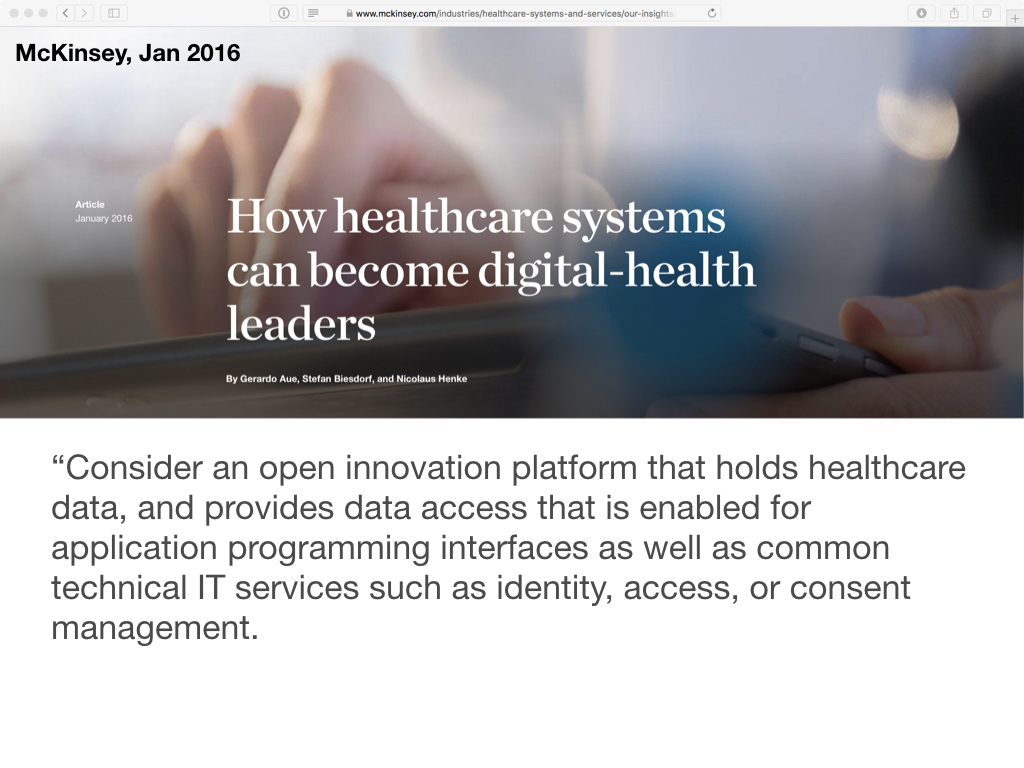 www.mckinsey.com/industries/healthcare-systems-and-services/our-insights
McKinsey, Jan 2016
Article
January 2016
How healthcare systems
can become digital-health
leaders
By Gerardo Aue, Stefan Biesdorf, and Nicolaus Henke
“Consider an open innovation platform that holds healthcare
data, and provides data access that is enabled for
application programming interfaces as well as common
technical IT services such as identity, access, or consent
management.